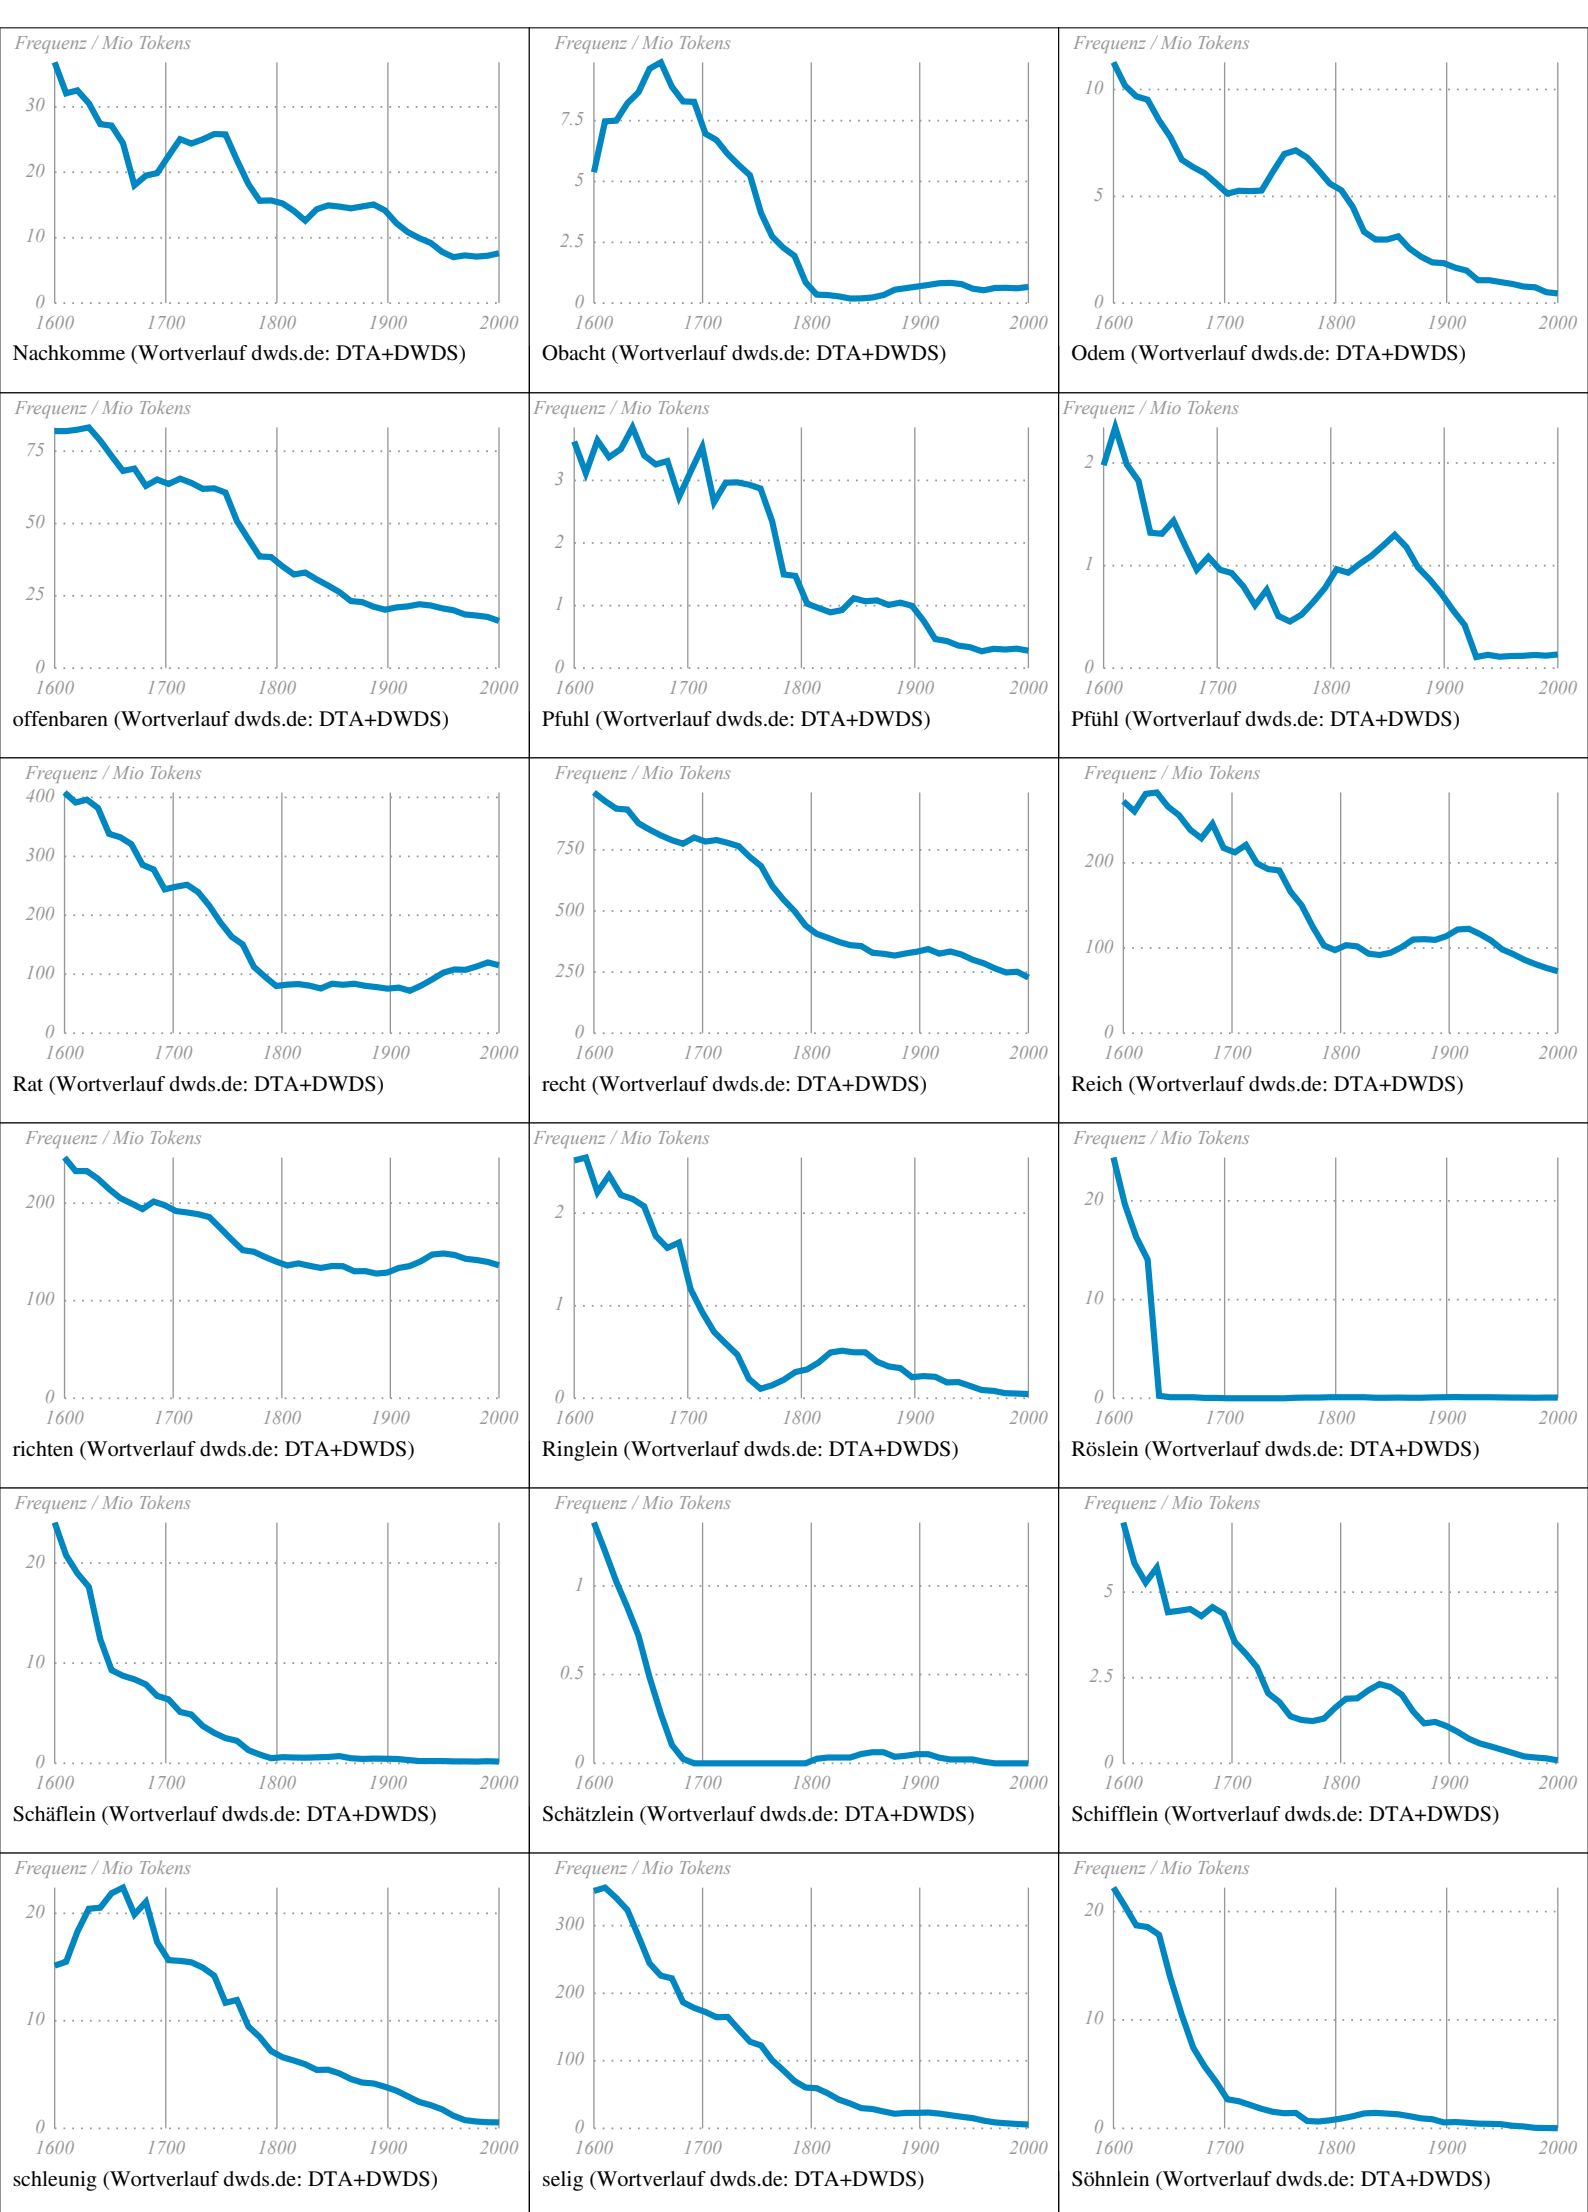 Frequenz / Mio Tokens
30
20
10
0
1600 1700 1800 1900 2000
Nachkomme (Wortverlauf dwds.de: DTA+DWDS)
Frequenz / Mio Tokens
7.5
5
2.5
0
1600 1700 1800 1900 2000
Obacht (Wortverlauf dwds.de: DTA+DWDS)
Frequenz / Mio Tokens
10
5
0
1600 1700 1800 1900 2000
Odem (Wortverlauf dwds.de: DTA+DWDS)
Frequenz / Mio Tokens
75
50
25
0
1600 1700 1800 1900 2000
offenbaren (Wortverlauf dwds.de: DTA+DWDS)
Frequenz / Mio Tokens
3
2
1
0
1600 1700 1800 1900 2000
Pfuhl (Wortverlauf dwds.de: DTA+DWDS)
Frequenz / Mio Tokens
2
1
0
1600 1700 1800 1900 2000
Pfühl (Wortverlauf dwds.de: DTA+DWDS)
Frequenz / Mio Tokens
400
300
200
100
0
1600 1700 1800 1900 2000
Rat (Wortverlauf dwds.de: DTA+DWDS)
Frequenz / Mio Tokens
750
500
250
0
1600 1700 1800 1900 2000
recht (Wortverlauf dwds.de: DTA+DWDS)
Frequenz / Mio Tokens
200
100
0
1600 1700 1800 1900 2000
Reich (Wortverlauf dwds.de: DTA+DWDS)
Frequenz / Mio Tokens
200
100
0
1600 1700 1800 1900 2000
richten (Wortverlauf dwds.de: DTA+DWDS)
Frequenz / Mio Tokens
2
1
0
1600 1700 1800 1900 2000
Ringlein (Wortverlauf dwds.de: DTA+DWDS)
Frequenz / Mio Tokens
20
10
0
1600 1700 1800 1900 2000
Röslein (Wortverlauf dwds.de: DTA+DWDS)
Frequenz / Mio Tokens
20
10
0
1600 1700 1800 1900 2000
Schäflein (Wortverlauf dwds.de: DTA+DWDS)
Frequenz / Mio Tokens
1
0.5
0
1600 1700 1800 1900 2000
Schätzlein (Wortverlauf dwds.de: DTA+DWDS)
Frequenz / Mio Tokens
5
2.5
0
1600 1700 1800 1900 2000
Schifflein (Wortverlauf dwds.de: DTA+DWDS)
Frequenz / Mio Tokens
20
10
0
1600 1700 1800 1900 2000
schleunig (Wortverlauf dwds.de: DTA+DWDS)
Frequenz / Mio Tokens
300
200
100
0
1600 1700 1800 1900 2000
selig (Wortverlauf dwds.de: DTA+DWDS)
Frequenz / Mio Tokens
20
10
0
1600 1700 1800 1900 2000
Söhnlein (Wortverlauf dwds.de: DTA+DWDS)